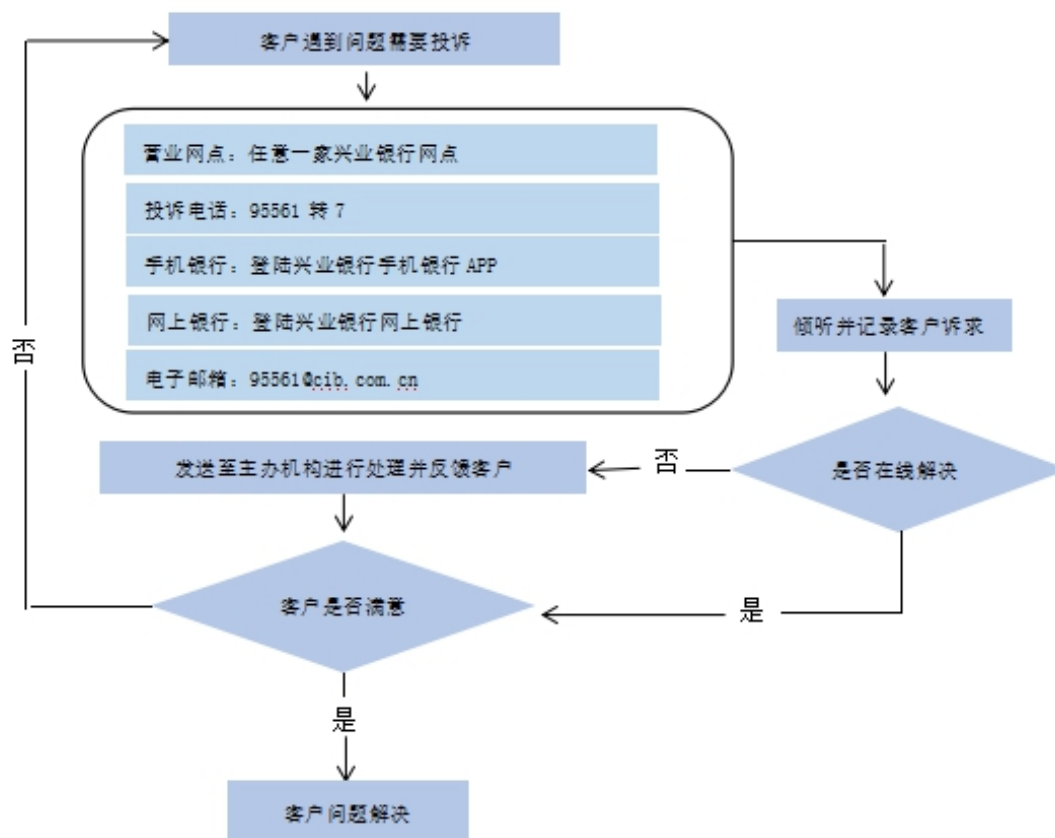 客户遇到问题需要投诉
营业网点：任意一家兴业银行网点
投诉电话：95561 转 7
手机银行：登陆兴业银行手机银行 APP
网上银行：登陆兴业银行网上银行
电子邮箱：95561@cib.com.cn
倾听并记录客户诉求
是否在线解决
否
发送至主办机构进行处理并反馈客户
是
客户是否满意
否
是
客户问题解决